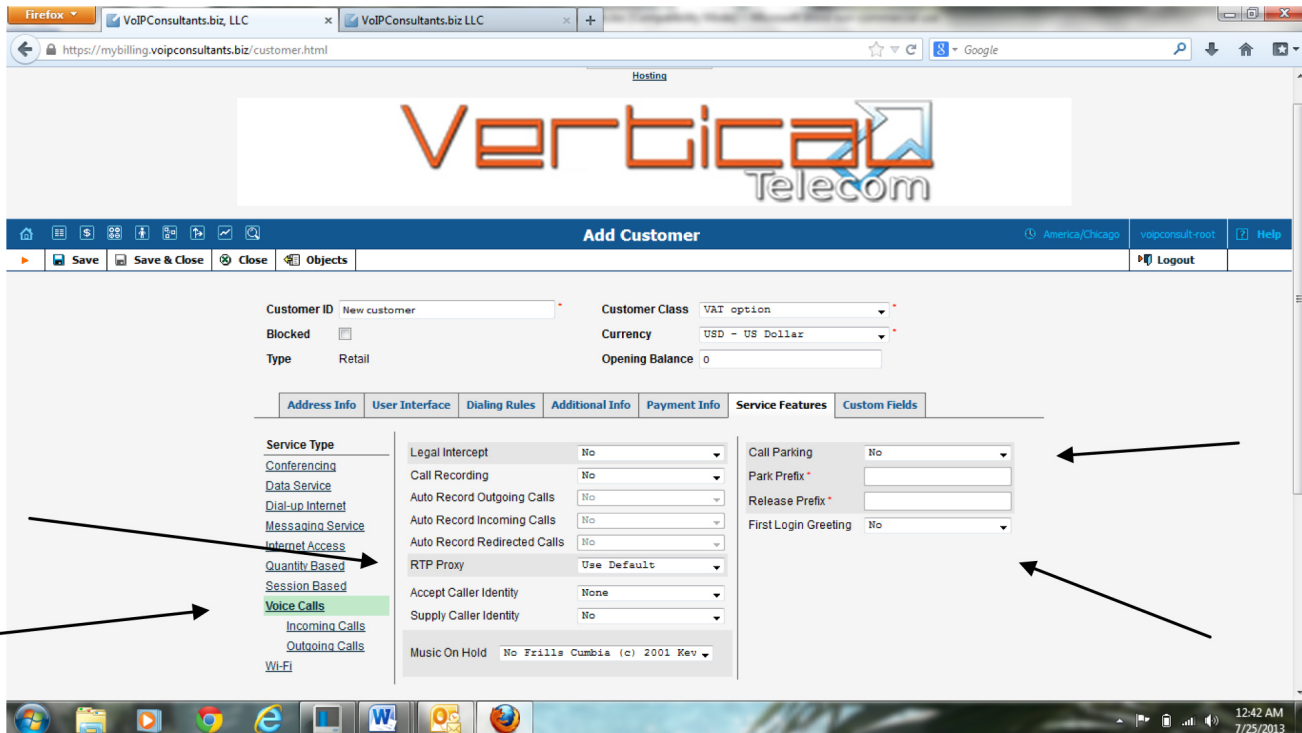 Firefox
VoIPConsultants.biz, LLC
VoIPConsultants.biz LLC
https://mybilling.voipconsultants.biz/customer.html
Google
Hosting
Vertical
Telecom
Add Customer
America/Chicago
voipconsult-root
Help
Save
Save & Close
Close
Objects
Logout
Customer ID New customer *
Customer Class VAT option *
Blocked
Currency USD - US Dollar *
Type Retail
Opening Balance 0
Address Info
User Interface
Dialing Rules
Additional Info
Payment Info
Service Features
Custom Fields
Service Type
Conferencing
Data Service
Dial-up Internet
Messaging Service
Internet Access
Quantity Based
Session Based
Voice Calls
Incoming Calls
Outgoing Calls
Wi-Fi
Legal Intercept No
Call Recording No
Auto Record Outgoing Calls No
Auto Record Incoming Calls No
Auto Record Redirected Calls No
RTP Proxy Use Default
Accept Caller Identity None
Supply Caller Identity No
Music On Hold No Frills Cumbia (c) 2001 Kev
Call Parking No
Park Prefix *
Release Prefix *
First Login Greeting No
12:42 AM
7/25/2013